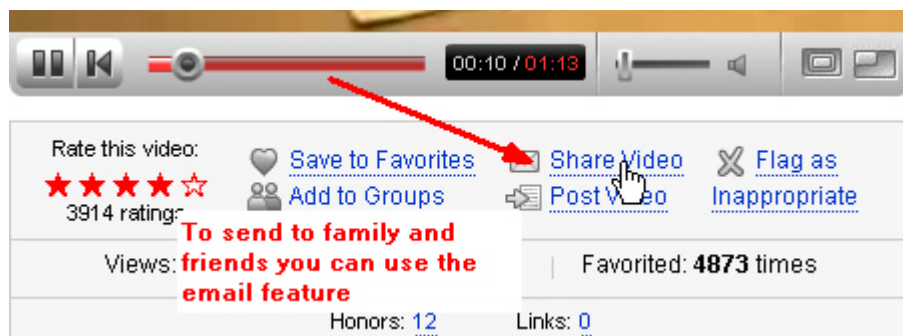 00:10 / 01:13
Rate this video:
3914 ratings
Save to Favorites
Add to Groups
Share Video
Post Video
Flag as
Inappropriate
To send to family and
friends you can use the
email feature
Views:
Favorited: 4873 times
Honors: 12
Links: 0